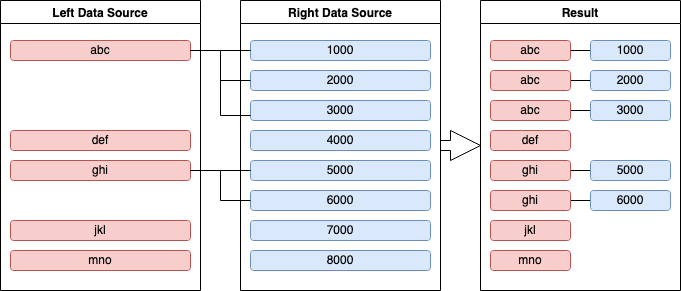 Left Data Source
abc
def
ghi
jkl
mno
Right Data Source
1000
2000
3000
4000
5000
6000
7000
8000
Result
abc 1000
abc 2000
abc 3000
def
ghi 5000
ghi 6000
jkl
mno